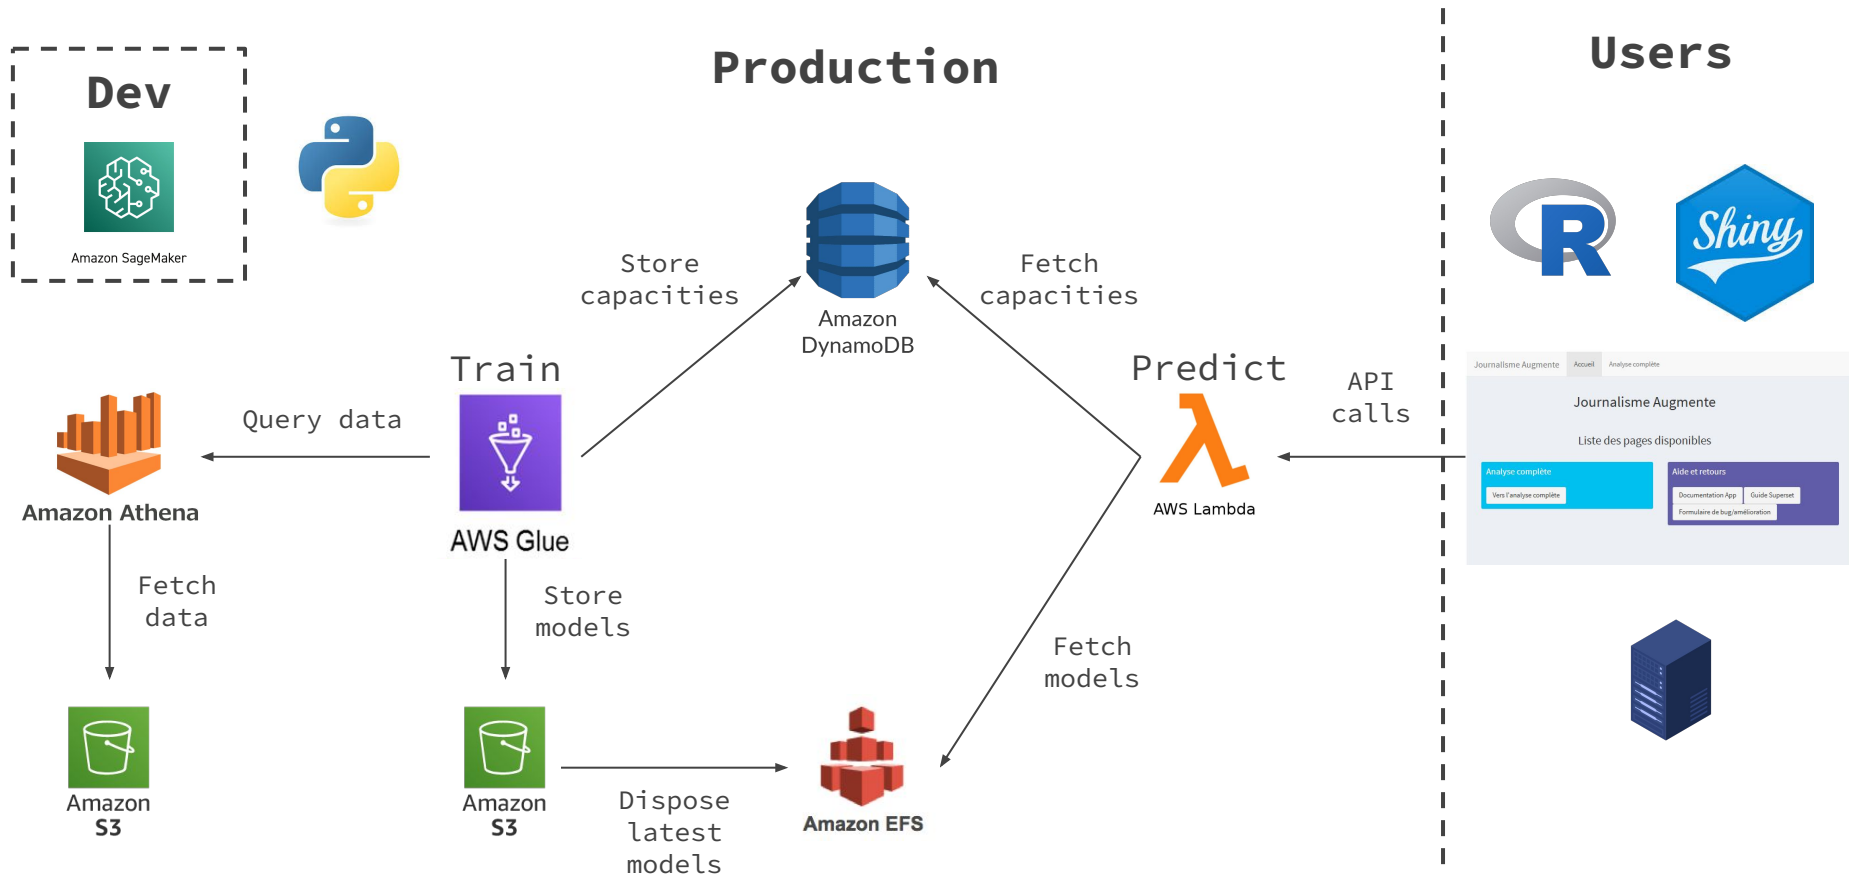 Dev
Amazon SageMaker
Production
Users
Shiny
Store
capacities
Amazon
DynamoDB
Fetch
capacities
Train
Query data
AWS Glue
Amazon Athena
Fetch
data
Store
models
Amazon
S3
Amazon
S3
Dispose
latest
models
Amazon EFS
Fetch
models
Predict
AWS Lambda
API
calls
R
Journalisme Augmente Accueil Analyse complète
Journalisme Augmente
Liste des pages disponibles
Analyse complète
Vers l'analyse complète
Aide et retours
Documentation App Guide Superset
Formulaire de bug/amélioration